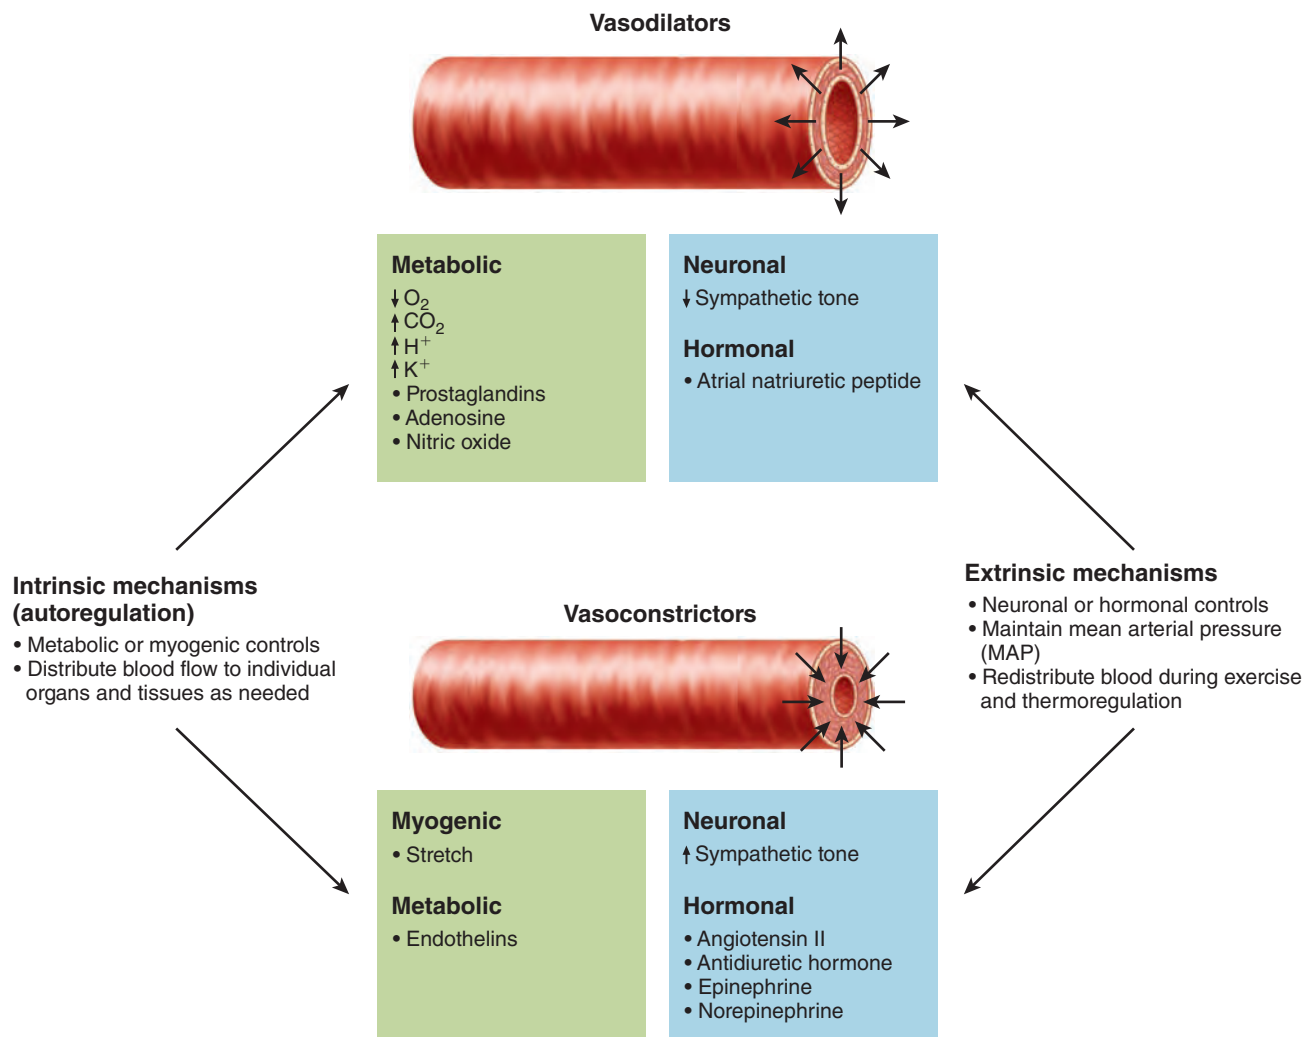 Vasodilators
Metabolic
↓ O₂
↑ CO₂
↑ H⁺
↑ K⁺
• Prostaglandins
• Adenosine
• Nitric oxide
Neuronal
↓ Sympathetic tone
Hormonal
• Atrial natriuretic peptide
Intrinsic mechanisms
(autoregulation)
• Metabolic or myogenic controls
• Distribute blood flow to individual
organs and tissues as needed
Extrinsic mechanisms
• Neuronal or hormonal controls
• Maintain mean arterial pressure
(MAP)
• Redistribute blood during exercise
and thermoregulation
Vasoconstrictors
Myogenic
• Stretch
Metabolic
• Endothelins
Neuronal
↑ Sympathetic tone
Hormonal
• Angiotensin II
• Antidiuretic hormone
• Epinephrine
• Norepinephrine